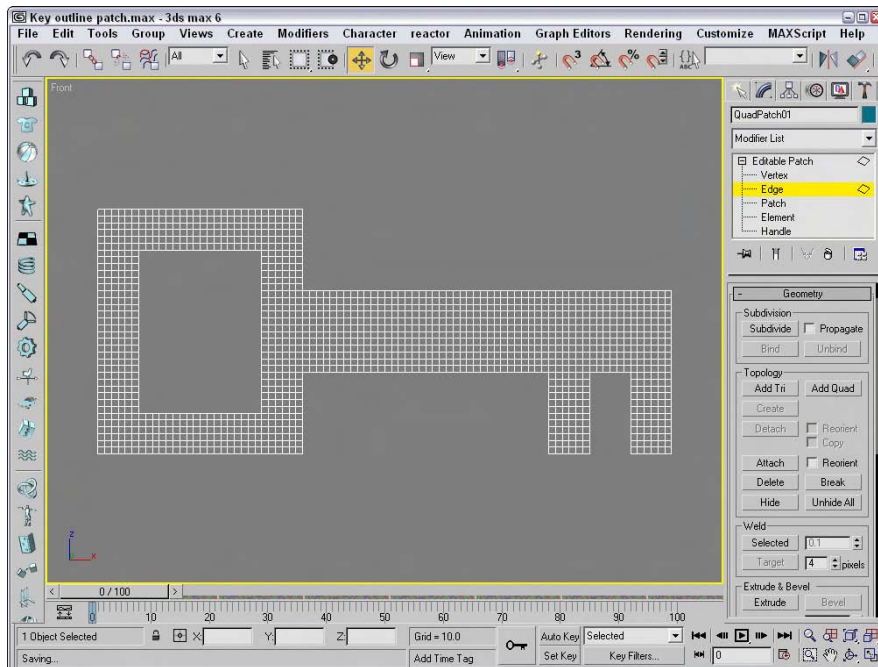 Key outline patch.max - 3ds max 6
File Edit Tools Group Views Create Modifiers Character reactor Animation Graph Editors Rendering Customize MAXScript Help
All View
Front
QuadPatch01
Modifier List
Editable Patch
Vertex
Edge
Patch
Element
Handle
- Geometry
Subdivision
Subdivide Propagate
Bind Unbind
Topology
Add Tri Add Quad
Create
Detach Reorient
Copy
Attach Reorient
Delete Break
Hide Unhide All
Weld
Selected 0.1
Target 4 pixels
Extrude & Bevel
Extrude Bevel
z
x
< 0 / 100 >
0 10 20 30 40 50 60 70 80 90 100
1 Object Selected X: Y: Z: Grid = 10.0 Auto Key Selected
Saving... Add Time Tag Set Key Key Filters... 0